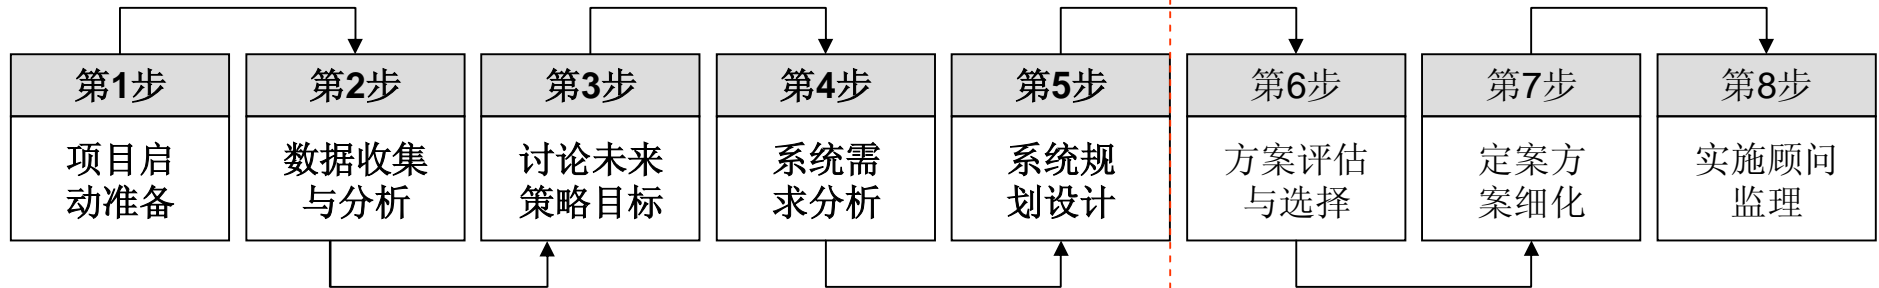 第1步
项目启
动准备
第2步
数据收集
与分析
第3步
讨论未来
策略目标
第4步
系统需
求分析
第5步
系统规
划设计
第6步
方案评估
与选择
第7步
定案方
案细化
第8步
实施顾问
监理